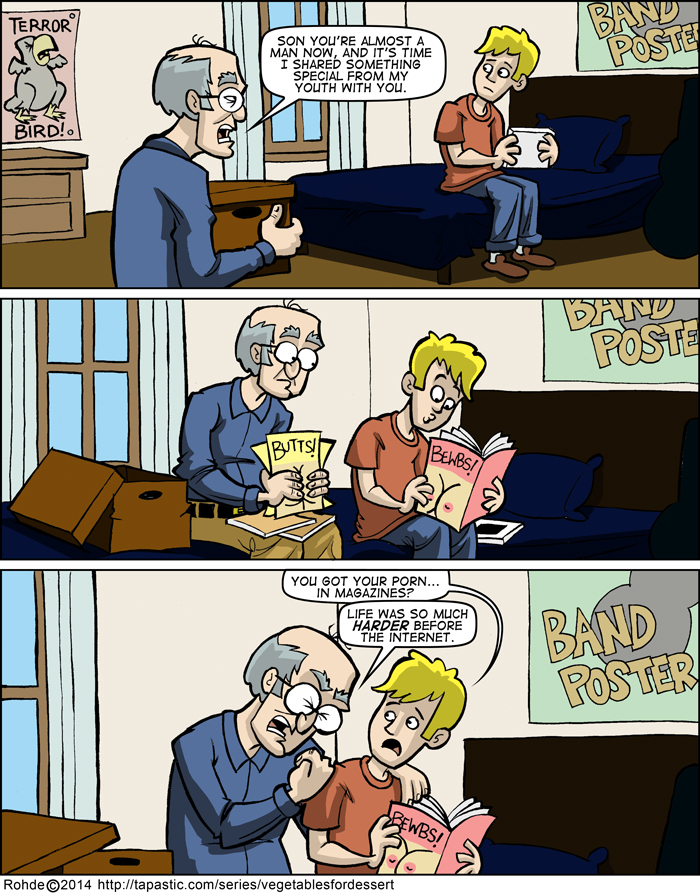 TERROR
BIRD!
SON YOU'RE ALMOST A
MAN NOW, AND IT'S TIME
I SHARED SOMETHING
SPECIAL FROM MY
YOUTH WITH YOU.
BAND
POSTE
BUTTS!
BEWBS!
BAND
POSTE
YOU GOT YOUR PORN...
IN MAGAZINES?
LIFE WAS SO MUCH
HARDER BEFORE
THE INTERNET.
BAND
POSTER
BEWBS!
Rohde©2014 http://tapastic.com/series/vegetablesfordessert